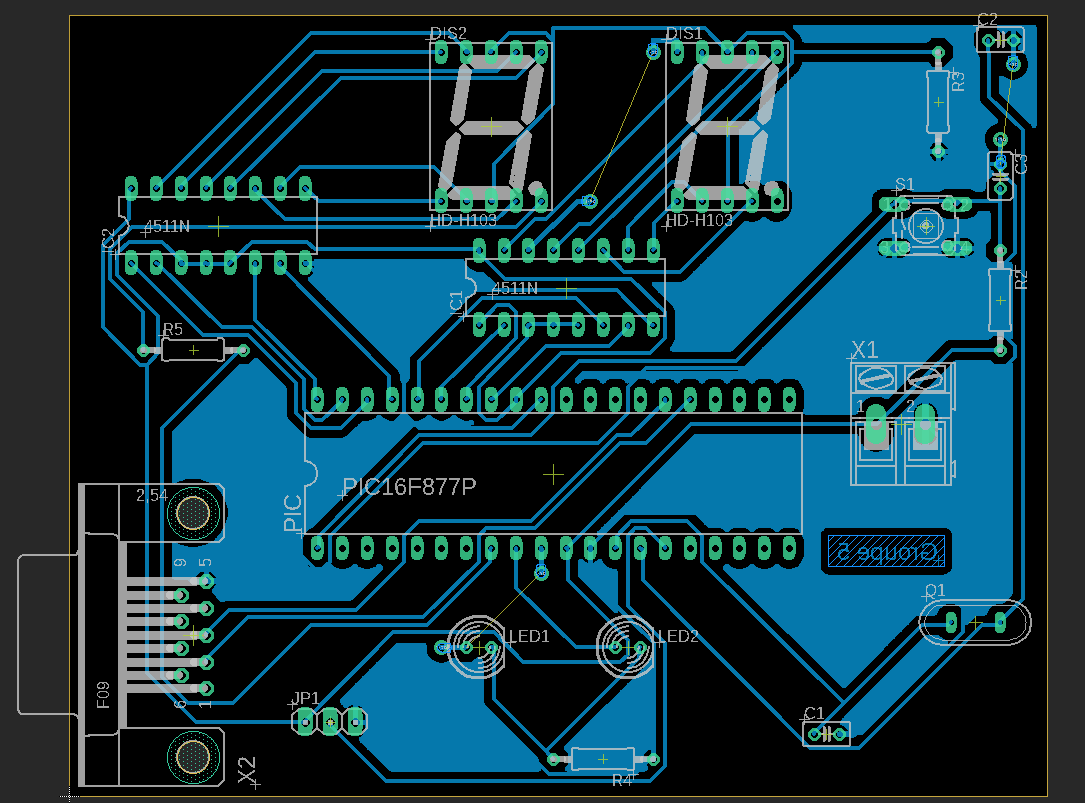 DIS2
DIS1
C2
R3
C3
S1
4511N
HD-H103
HD-H103
IC2
4511N
IC1
R2
R5
X1
1
2
2,54
PIC16F877P
PIC
Groupe 5
9
5
Q1
LED1
LED2
F09
6
1
JP1
C1
X2
R4